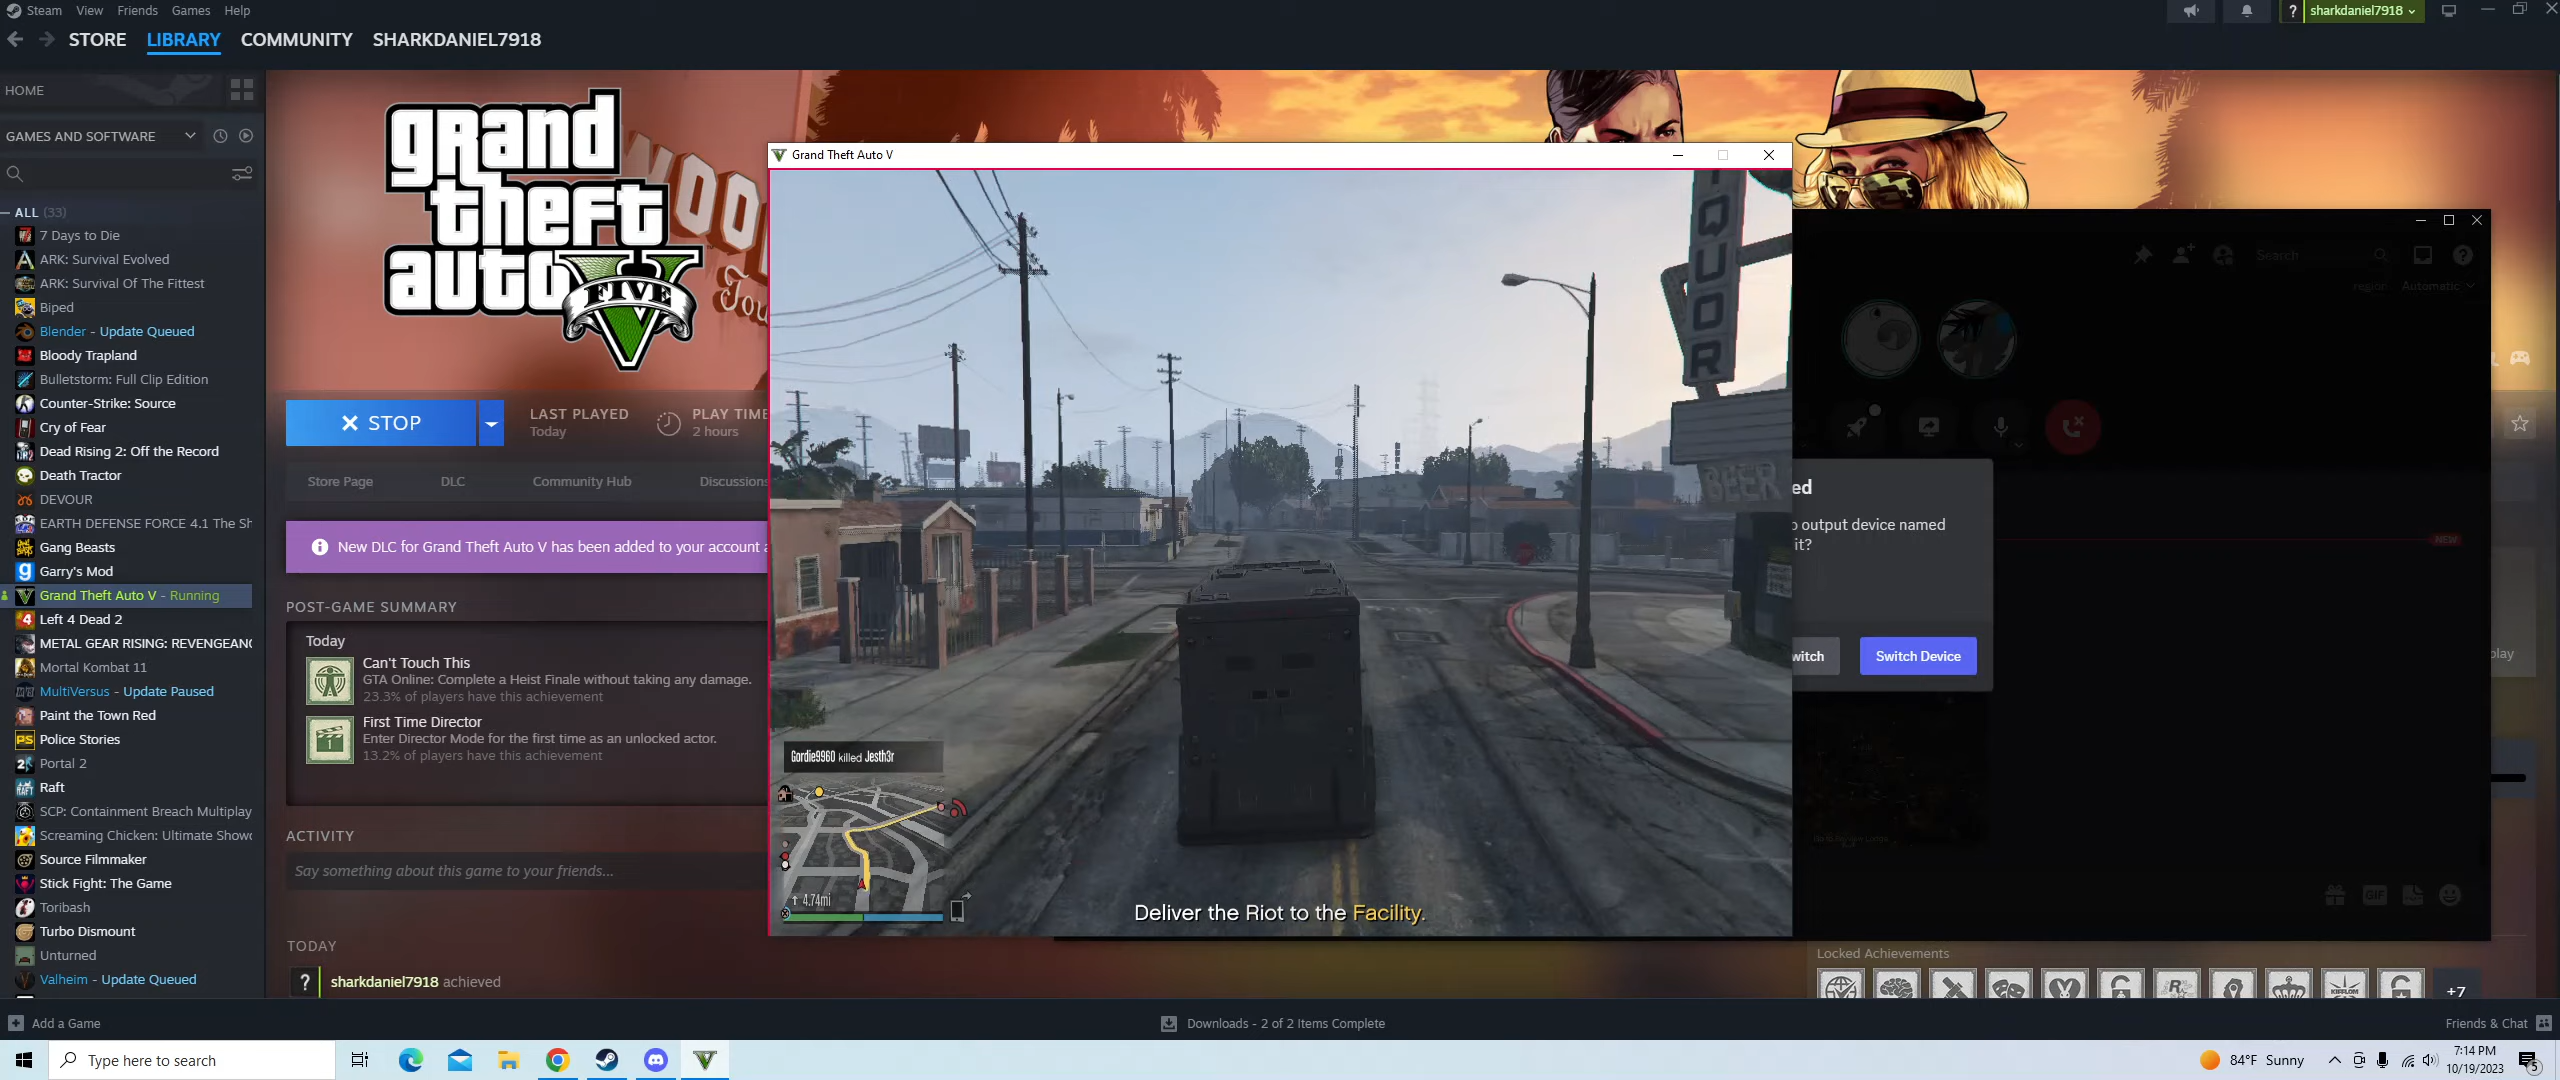 Steam View Friends Games Help
sharkdaniel7918
STORE LIBRARY COMMUNITY SHARKDANIEL7918
HOME
GAMES AND SOFTWARE
ALL (33)
7 Days to Die
ARK: Survival Evolved
ARK: Survival Of The Fittest
Biped
Blender - Update Queued
Bloody Trapland
Bulletstorm: Full Clip Edition
Counter-Strike: Source
Cry of Fear
Dead Rising 2: Off the Record
Death Tractor
DEVOUR
EARTH DEFENSE FORCE 4.1 The Sh
Gang Beasts
Garry's Mod
Grand Theft Auto V - Running
Left 4 Dead 2
METAL GEAR RISING: REVENGEANC
Mortal Kombat 11
MultiVersus - Update Paused
Paint the Town Red
Police Stories
Portal 2
Raft
SCP: Containment Breach Multiplay
Screaming Chicken: Ultimate Showd
Source Filmmaker
Stick Fight: The Game
Toribash
Turbo Dismount
Unturned
Valheim - Update Queued
grand
theft
auto
FIVE
STOP
LAST PLAYED
Today
PLAY TIME
2 hours
Store Page DLC Community Hub Discussions
New DLC for Grand Theft Auto V has been added to your account a
POST-GAME SUMMARY
Today
Can't Touch This
GTA Online: Complete a Heist Finale without taking any damage.
23.3% of players have this achievement
First Time Director
Enter Director Mode for the first time as an unlocked actor.
13.2% of players have this achievement
ACTIVITY
Say something about this game to your friends...
TODAY
sharkdaniel7918 achieved
Grand Theft Auto V
IQUOR
BEER
Gordie9960 killed Jesth3r
4.74mi
Deliver the Riot to the Facility.
Search
region Automatic
ed
output device named
it?
NEW
witch
Switch Device
play
GIF
Locked Achievements
+7
Add a Game
Downloads - 2 of 2 Items Complete
Friends & Chat
Type here to search
84°F Sunny
7:14 PM
10/19/2023
5